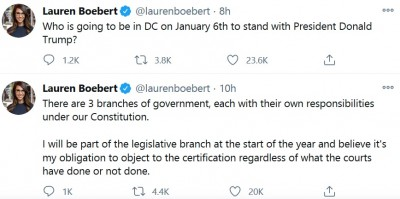 Lauren Boebert @laurenboebert · 8h
Who is going to be in DC on January 6th to stand with President Donald
Trump?
1.2K 3.8K 23.6K
Lauren Boebert @laurenboebert · 10h
There are 3 branches of government, each with their own responsibilities
under our Constitution.
I will be part of the legislative branch at the start of the year and believe it's
my obligation to object to the certification regardless of what the courts
have done or not done.
1K 4.4K 20K